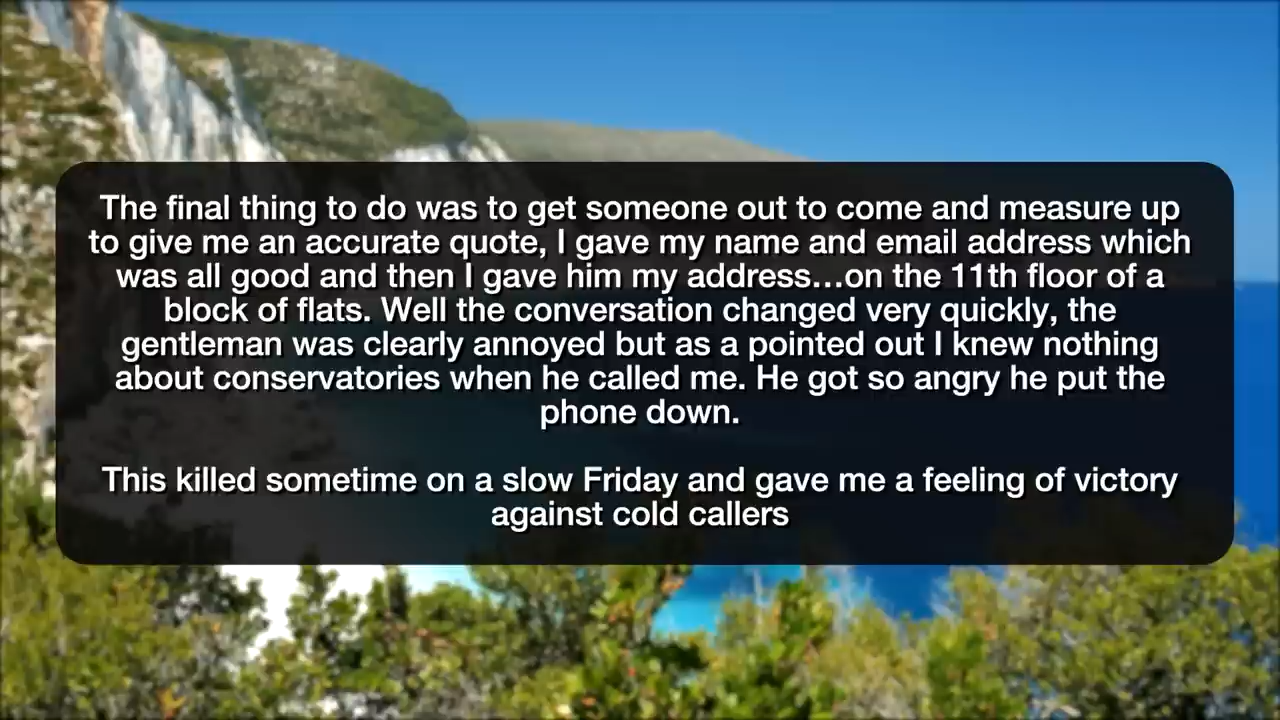 The final thing to do was to get someone out to come and measure up
to give me an accurate quote, I gave my name and email address which
was all good and then I gave him my address...on the 11th floor of a
block of flats. Well the conversation changed very quickly, the
gentleman was clearly annoyed but as a pointed out I knew nothing
about conservatories when he called me. He got so angry he put the
phone down.
This killed sometime on a slow Friday and gave me a feeling of victory
against cold callers